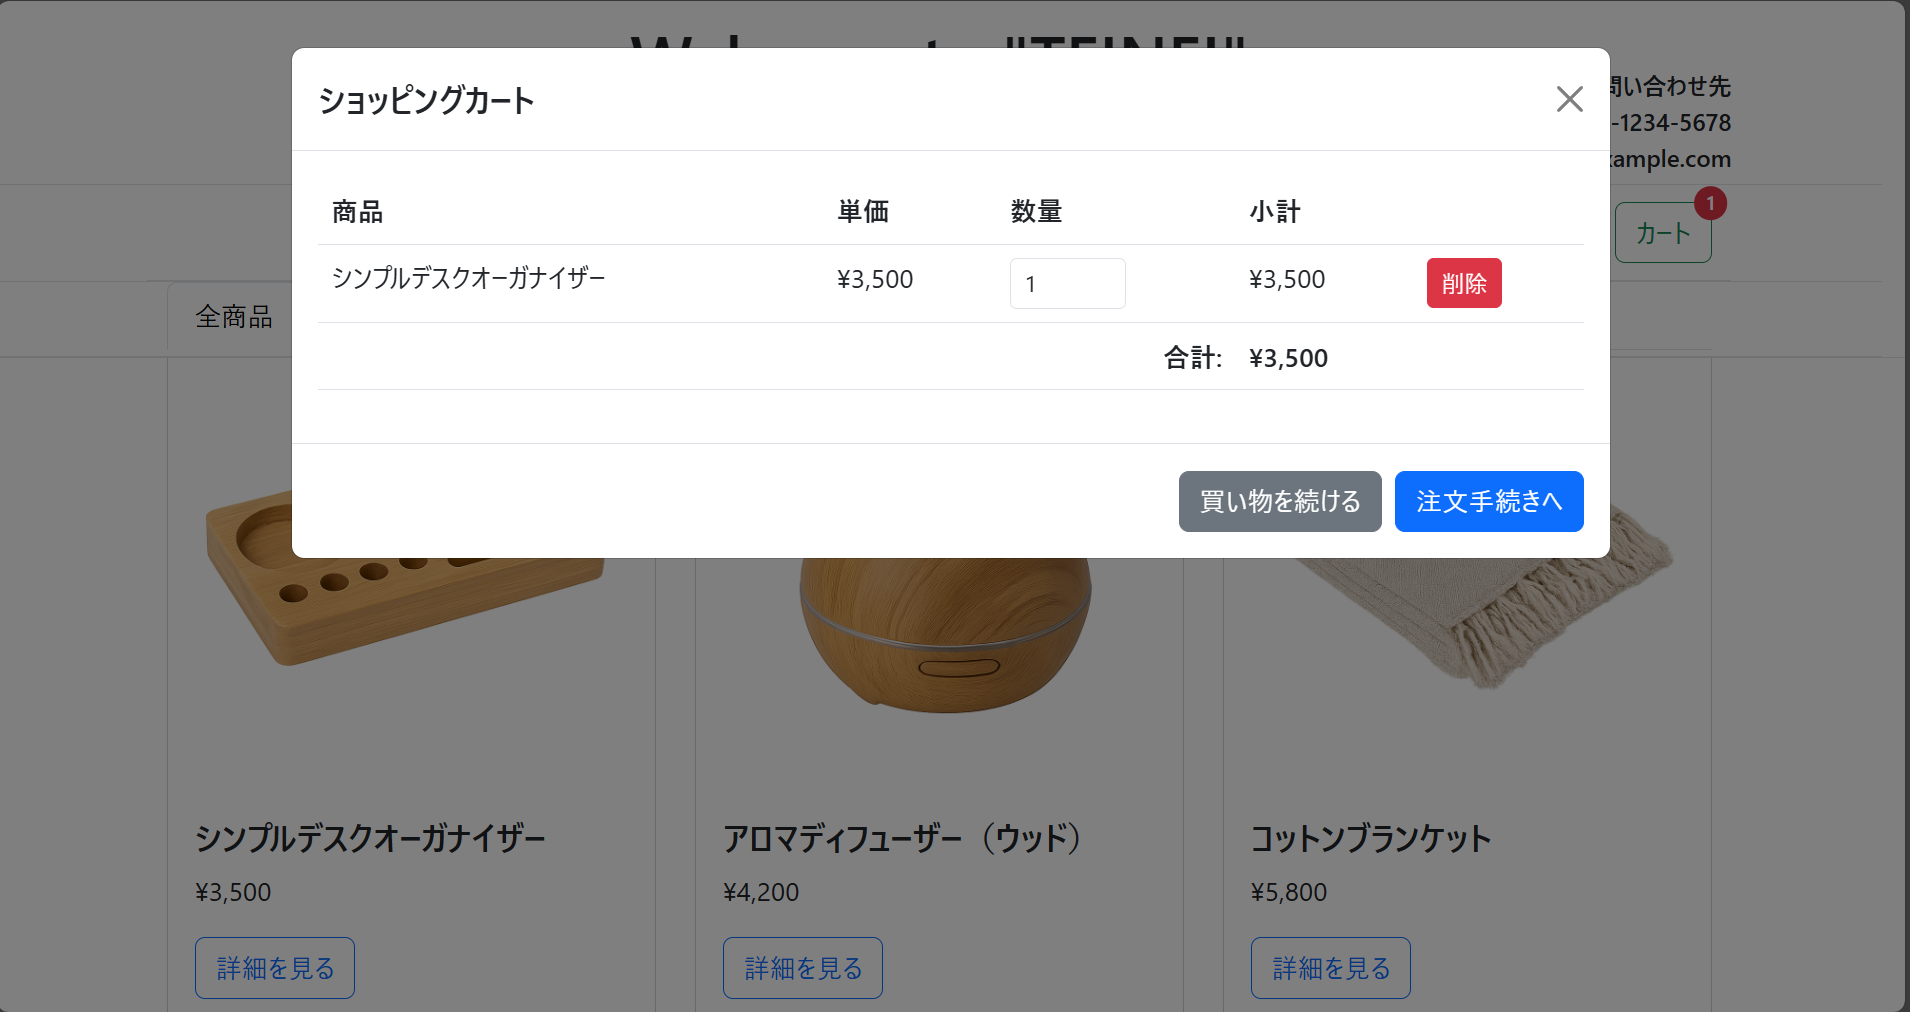 ショッピングカート
問い合わせ先
-1234-5678
ample.com
商品 単価 数量 小計
カート 1
シンプルデスクオーガナイザー ¥3,500 1 ¥3,500 削除
全商品
合計: ¥3,500
買い物を続ける 注文手続きへ
シンプルデスクオーガナイザー アロマディフューザー（ウッド） コットンブランケット
¥3,500 ¥4,200 ¥5,800
詳細を見る 詳細を見る 詳細を見る